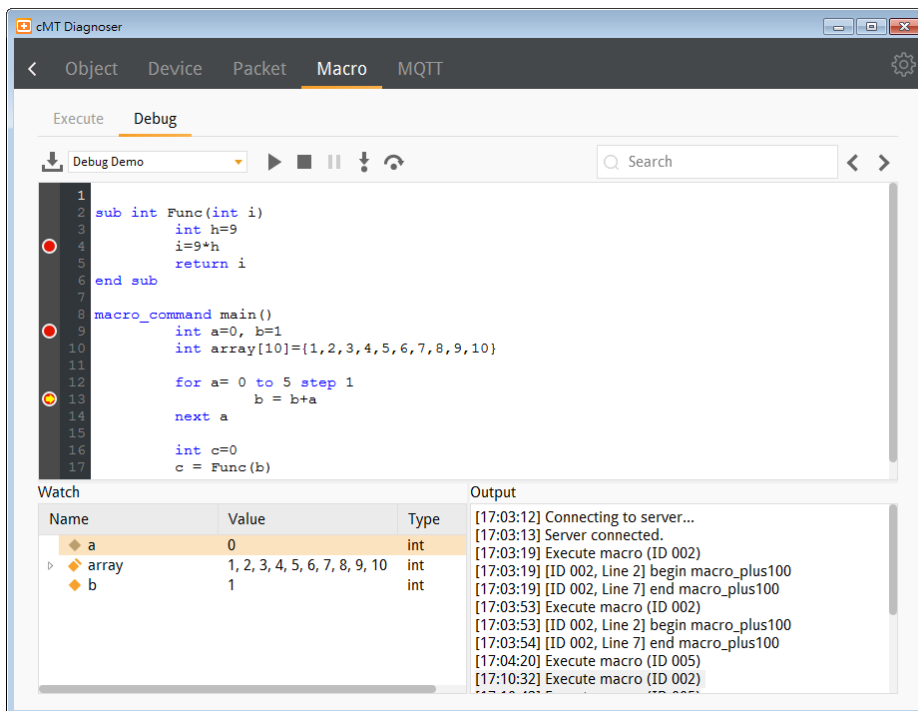 cMT Diagnoser
Object Device Packet Macro MQTT
Execute Debug
Debug Demo
Search
1
2 sub int Func(int i)
3 int h=9
4 i=9*h
5 return i
6 end sub
7
8 macro_command main()
9 int a=0, b=1
10 int array[10]={1,2,3,4,5,6,7,8,9,10}
11
12 for a= 0 to 5 step 1
13 b = b+a
14 next a
15
16 int c=0
17 c = Func(b)
Watch
Name Value Type
a 0 int
array 1, 2, 3, 4, 5, 6, 7, 8, 9, 10 int
b 1 int
Output
[17:03:12] Connecting to server...
[17:03:13] Server connected.
[17:03:19] Execute macro (ID 002)
[17:03:19] [ID 002, Line 2] begin macro_plus100
[17:03:19] [ID 002, Line 7] end macro_plus100
[17:03:53] Execute macro (ID 002)
[17:03:53] [ID 002, Line 2] begin macro_plus100
[17:03:54] [ID 002, Line 7] end macro_plus100
[17:04:20] Execute macro (ID 005)
[17:10:32] Execute macro (ID 002)